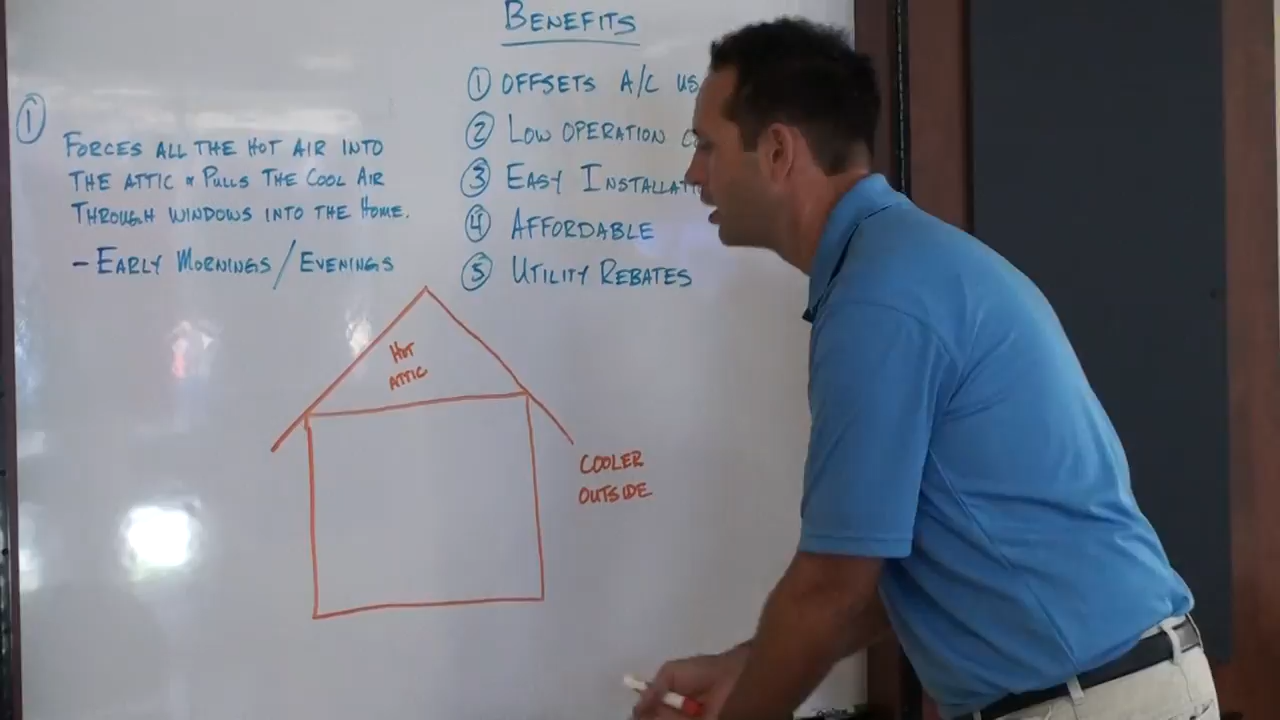 ①
FORCES ALL THE HOT AIR INTO
THE ATTIC & PULLS THE COOL AIR
THROUGH WINDOWS INTO THE HOME.
- EARLY MORNINGS / EVENINGS
BENEFITS
① OFFSETS A/C US
② LOW OPERATION
③ EASY INSTALLAT
④ AFFORDABLE
⑤ UTILITY REBATES
HOT
ATTIC
COOLER
OUTSIDE